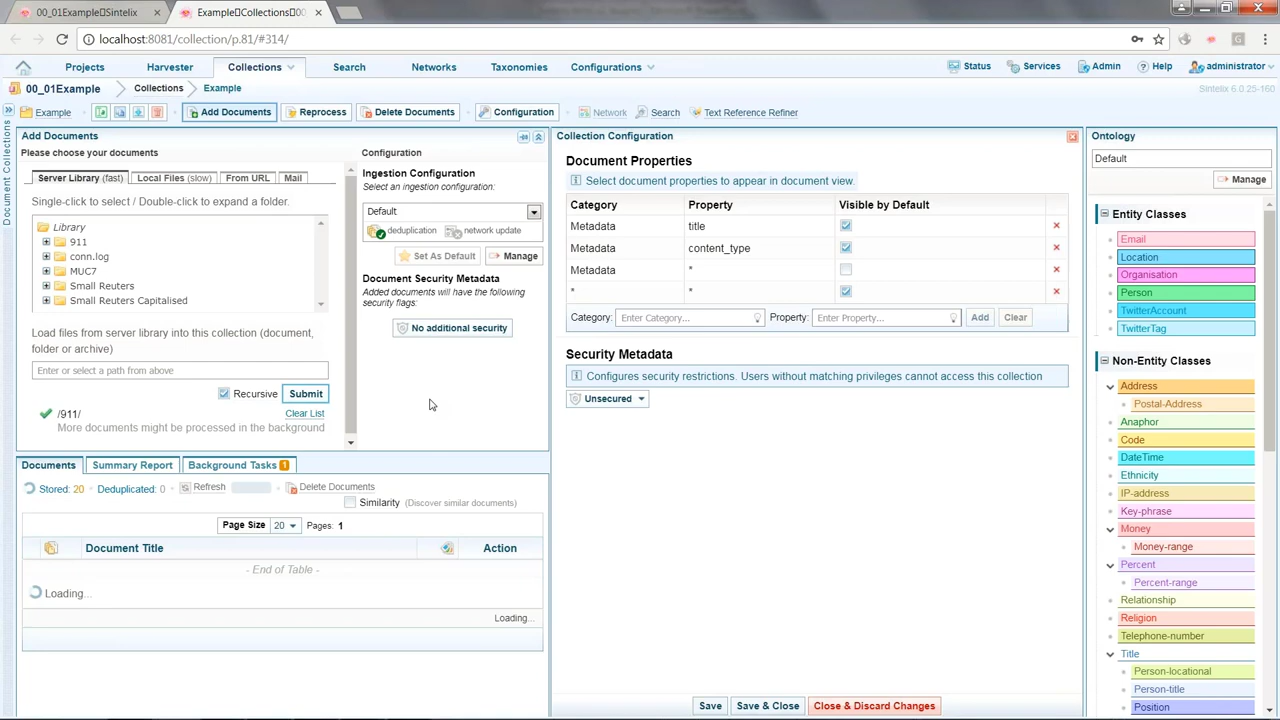 00_01Example Sintelix
Example Collections 00
localhost:8081/collection/p.81/#314/
Projects
Harvester
Collections
Search
Networks
Taxonomies
Configurations
Status
Services
Admin
Help
administrator
00_01Example
Collections
Example
Sintelix 6.0.25-160
Example
Add Documents
Reprocess
Delete Documents
Configuration
Network
Search
Text Reference Refiner
Document Collections
Add Documents
Please choose your documents
Server Library (fast)
Local Files (slow)
From URL
Mail
Single-click to select / Double-click to expand a folder.
Library
911
conn.log
MUC7
Small Reuters
Small Reuters Capitalised
Load files from server library into this collection (document,
folder or archive)
Enter or select a path from above
Recursive
Submit
/911/
Clear List
More documents might be processed in the background
Configuration
Ingestion Configuration
Select an ingestion configuration:
Default
deduplication
network update
Set As Default
Manage
Document Security Metadata
Added documents will have the following
security flags:
No additional security
Documents
Summary Report
Background Tasks 1
Stored: 20
Deduplicated: 0
Refresh
Delete Documents
Similarity (Discover similar documents)
Page Size 20 Pages: 1
Document Title
Action
- End of Table -
Loading...
Loading...
Collection Configuration
Document Properties
Select document properties to appear in document view.
Category Property Visible by Default
Metadata title
Metadata content_type
Metadata *
* *
Category: Enter Category... Property: Enter Property... Add Clear
Security Metadata
Configures security restrictions. Users without matching privileges cannot access this collection
Unsecured
Save
Save & Close
Close & Discard Changes
Ontology
Default
Manage
Entity Classes
Email
Location
Organisation
Person
TwitterAccount
TwitterTag
Non-Entity Classes
Address
Postal-Address
Anaphor
Code
DateTime
Ethnicity
IP-address
Key-phrase
Money
Money-range
Percent
Percent-range
Relationship
Religion
Telephone-number
Title
Person-locational
Person-title
Position